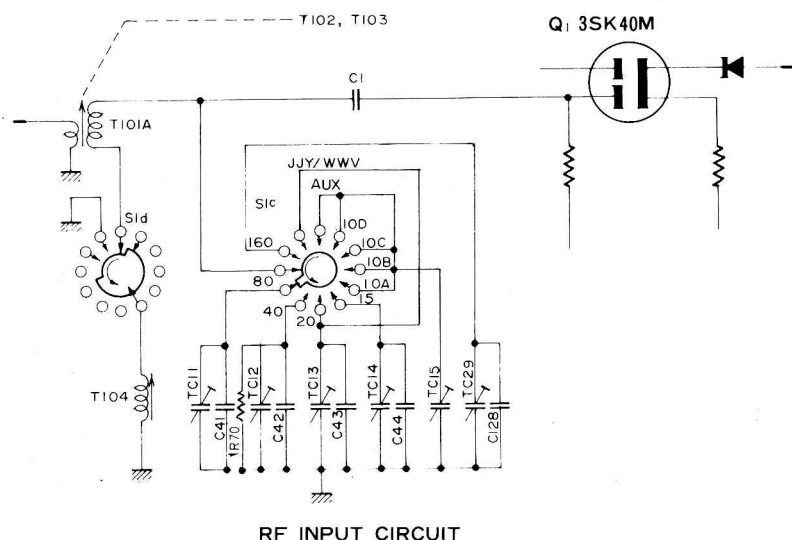 T102, T103
Q1 3SK40M
C1
T101A
JJY/WWV
AUX
S1c
S1d
10D
160
10C
10B
80
10A
40
15
20
T104
TC11
C41
R70
TC12
C42
TC13
C43
TC14
C44
TC15
TC29
C128
RF INPUT CIRCUIT